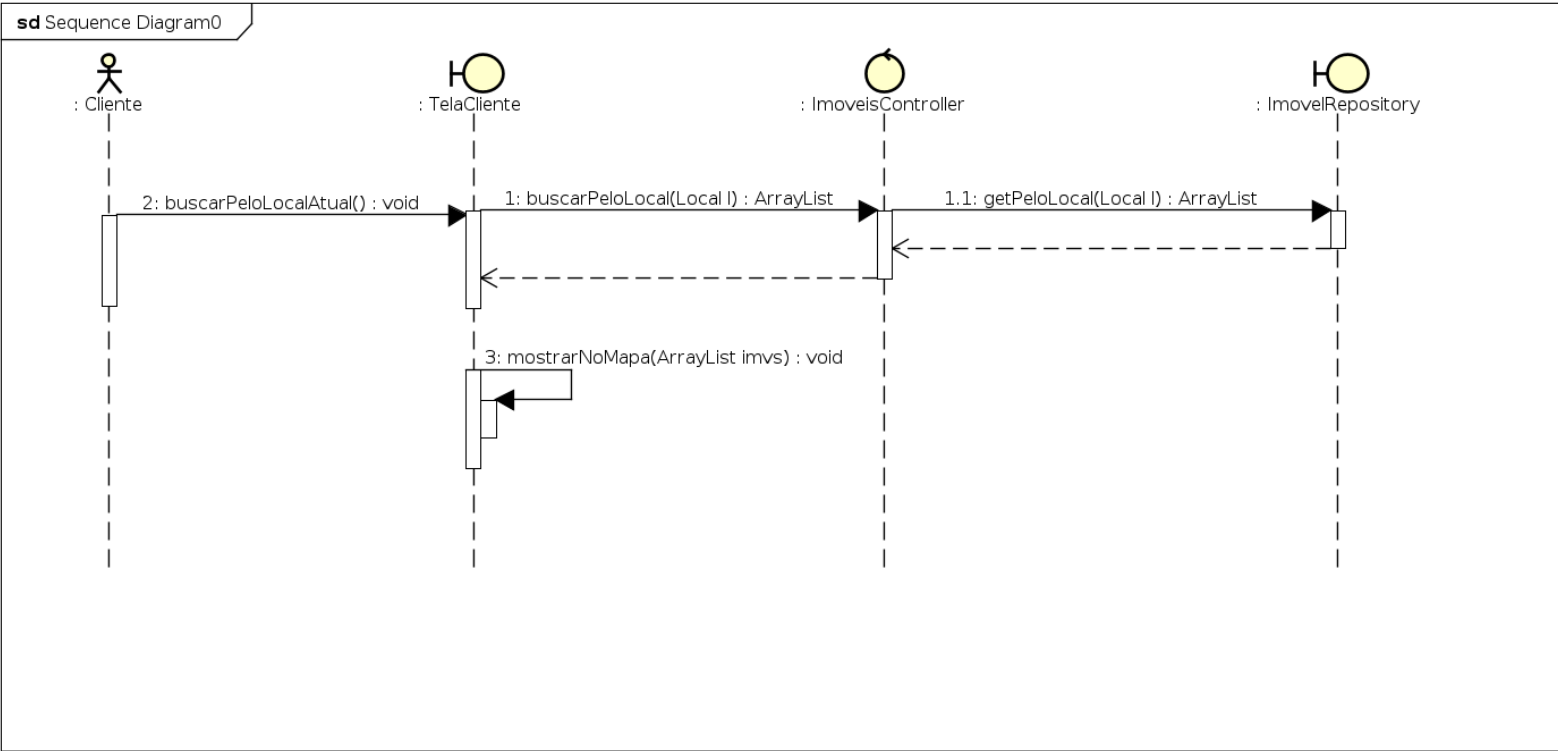 sd Sequence Diagram0
: Cliente
: TelaCliente
: ImoveisController
: ImovelRepository
2: buscarPeloLocalAtual() : void
1: buscarPeloLocal(Local l) : ArrayList
1.1: getPeloLocal(Local l) : ArrayList
3: mostrarNoMapa(ArrayList imvs) : void